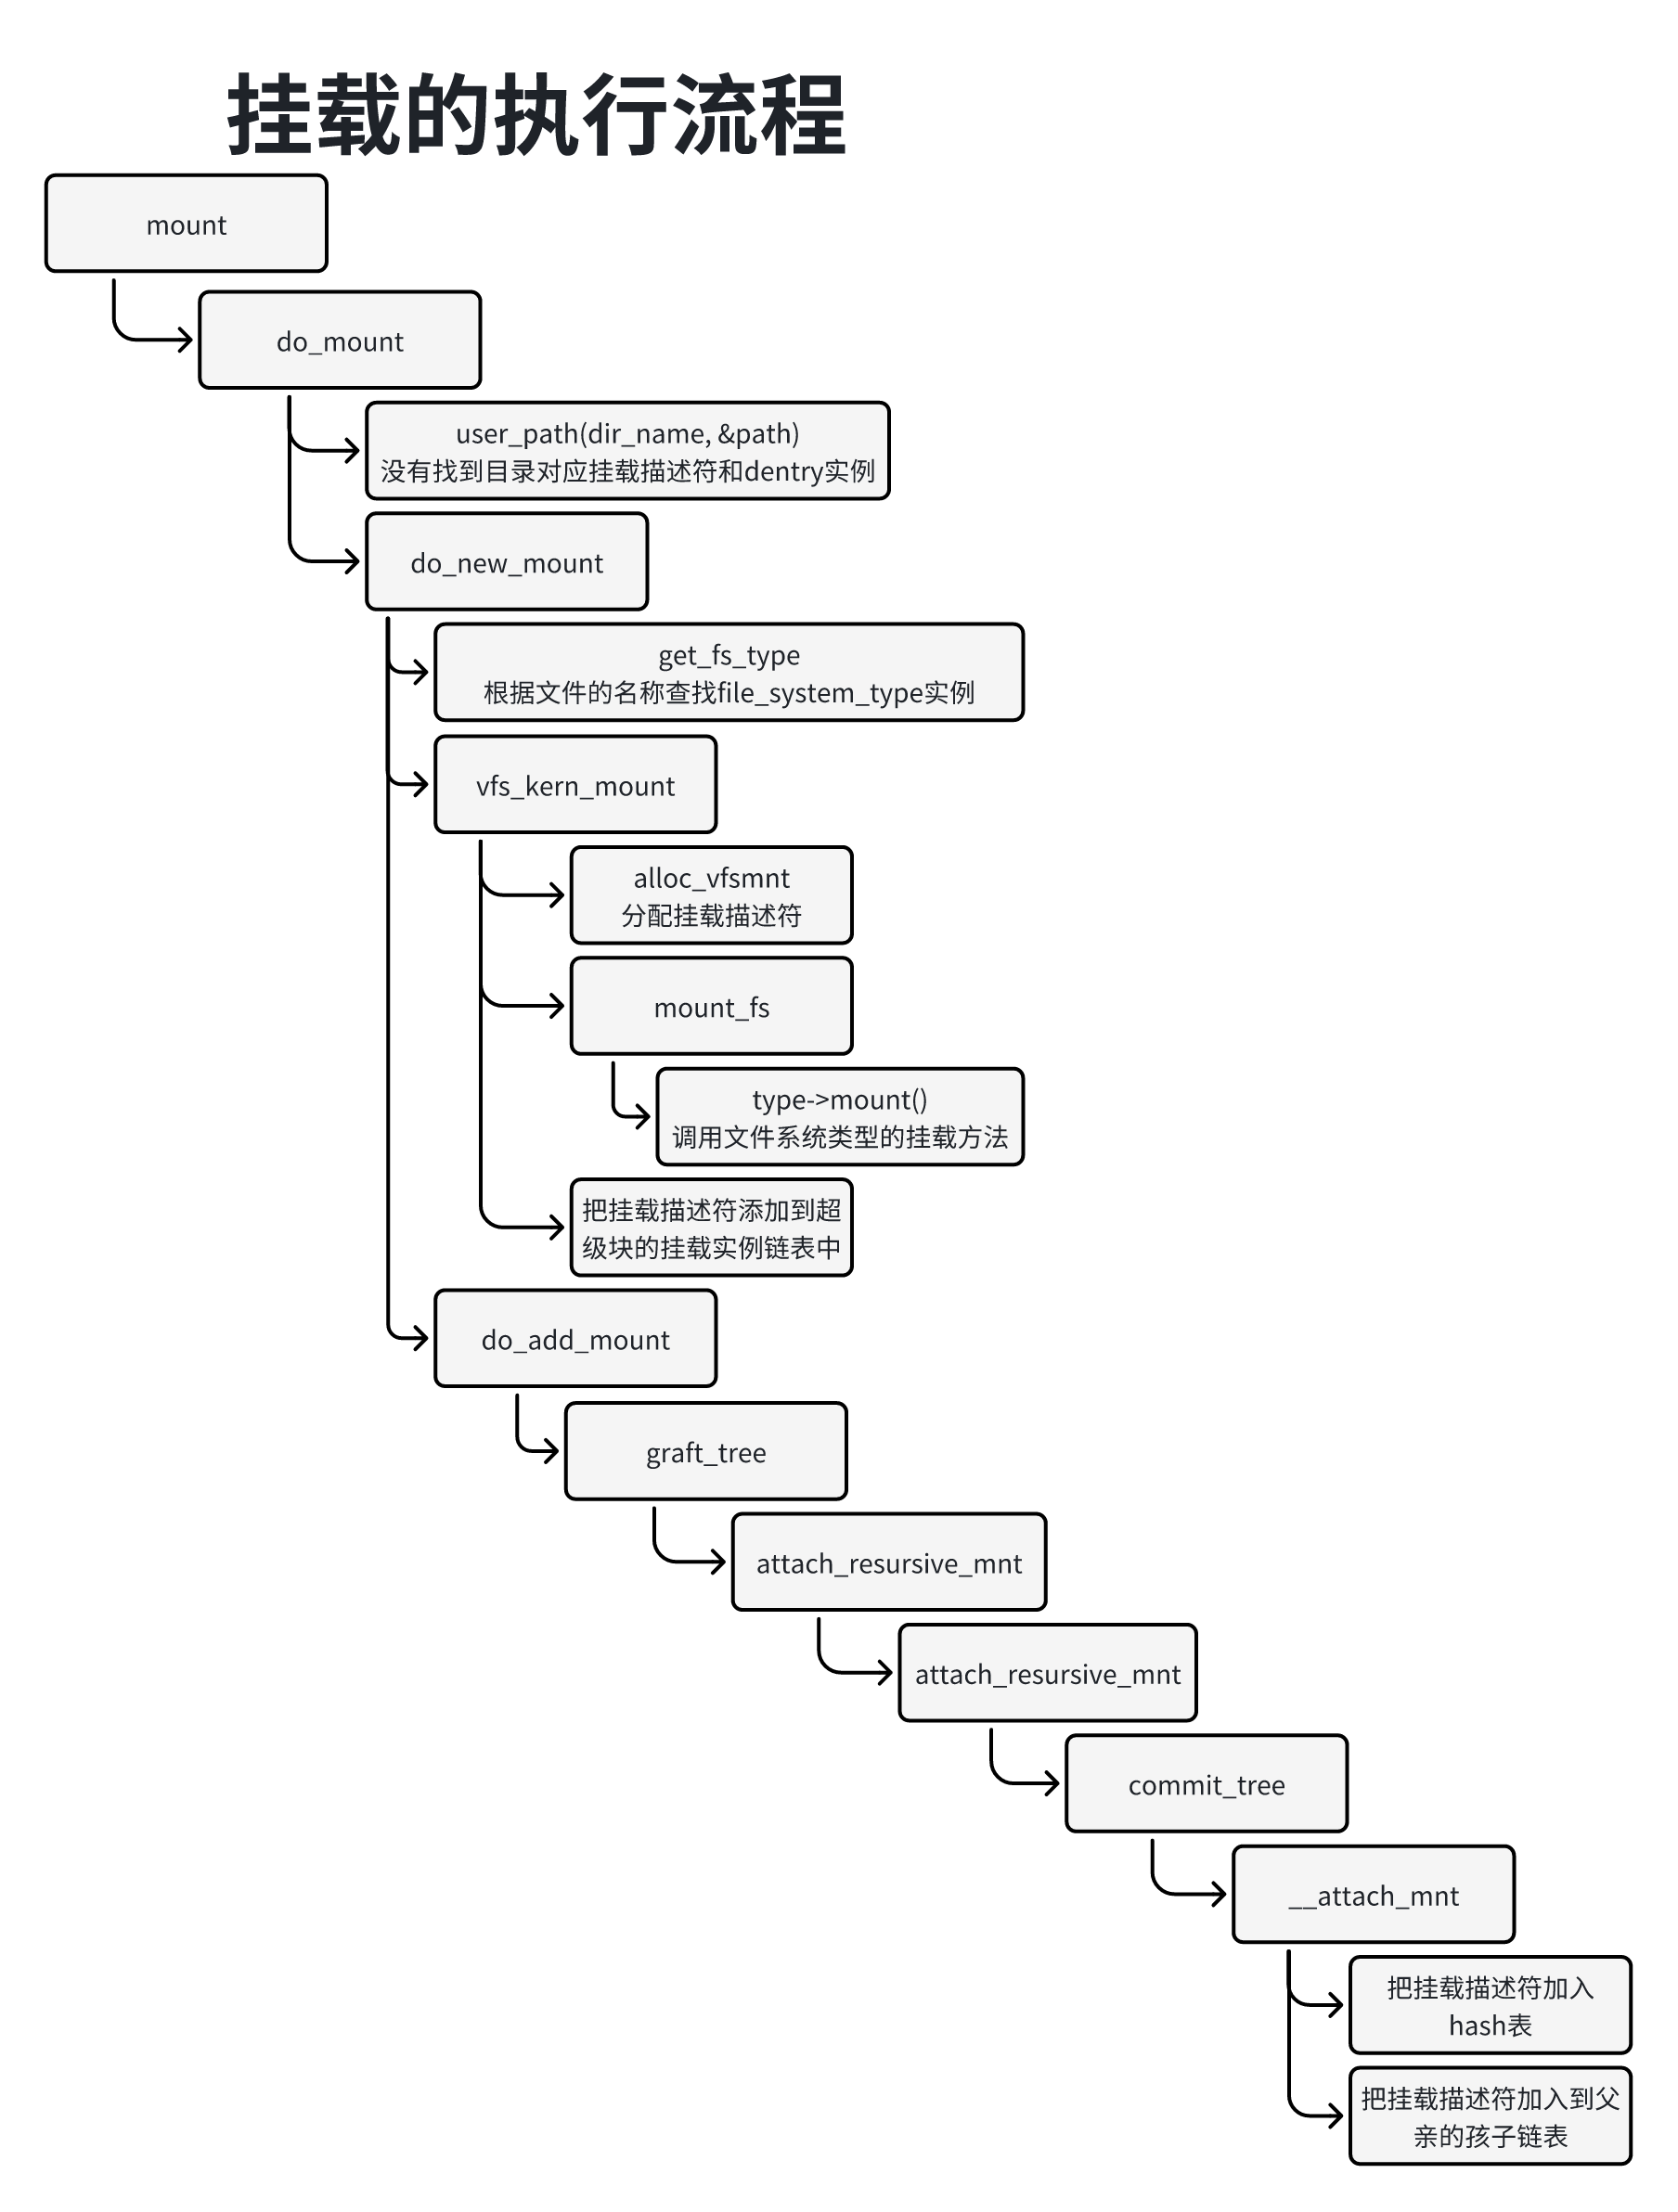 挂载的执行流程
mount
do_mount
user_path(dir_name, &path)
没有找到目录对应挂载描述符和dentry实例
do_new_mount
get_fs_type
根据文件的名称查找file_system_type实例
vfs_kern_mount
alloc_vfsmnt
分配挂载描述符
mount_fs
type->mount()
调用文件系统类型的挂载方法
把挂载描述符添加到超
级块的挂载实例链表中
do_add_mount
graft_tree
attach_resursive_mnt
attach_resursive_mnt
commit_tree
__attach_mnt
把挂载描述符加入
hash表
把挂载描述符加入到父
亲的孩子链表